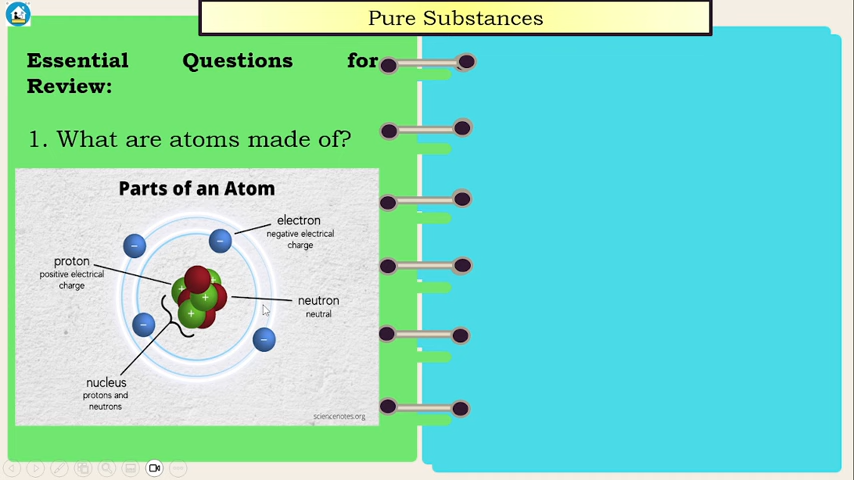 Pure Substances
Essential Questions for
Review:
1. What are atoms made of?
Parts of an Atom
electron
negative electrical
charge
proton
positive electrical
charge
neutron
neutral
nucleus
protons and
neutrons
sciencenotes.org